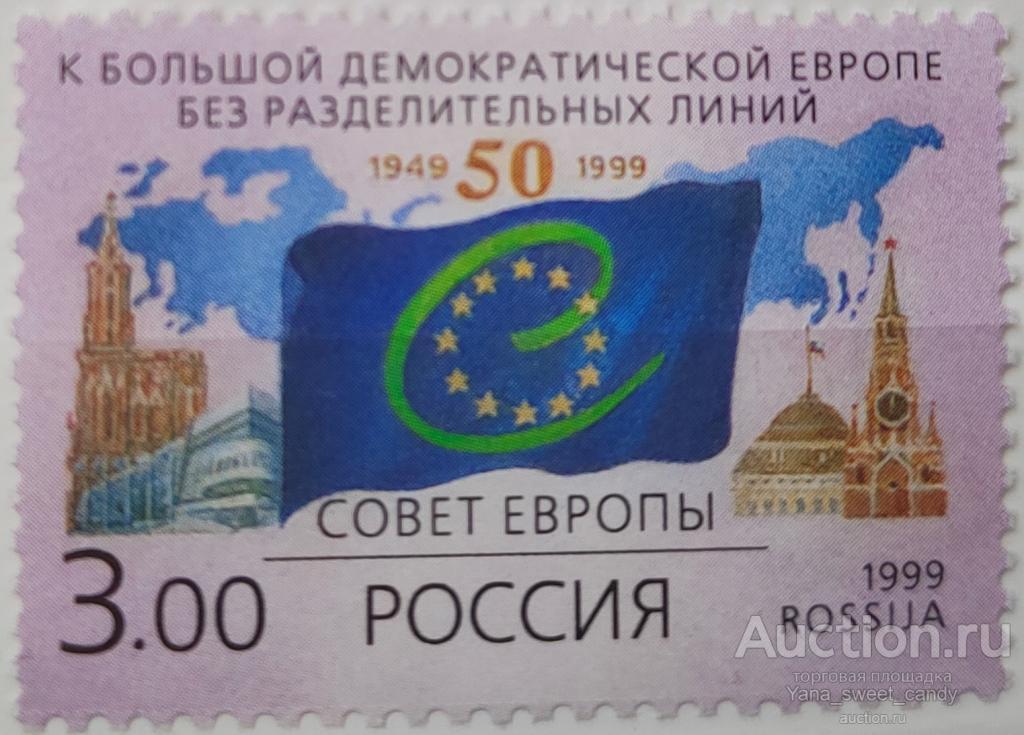 К БОЛЬШОЙ ДЕМОКРАТИЧЕСКОЙ ЕВРОПЕ
БЕЗ РАЗДЕЛИТЕЛЬНЫХ ЛИНИЙ
1949 50 1999
СОВЕТ ЕВРОПЫ
3.00 РОССИЯ
1999
ROSSIJA
Auction.ru
торговая площадка
Yana_sweet_candy
auction.ru